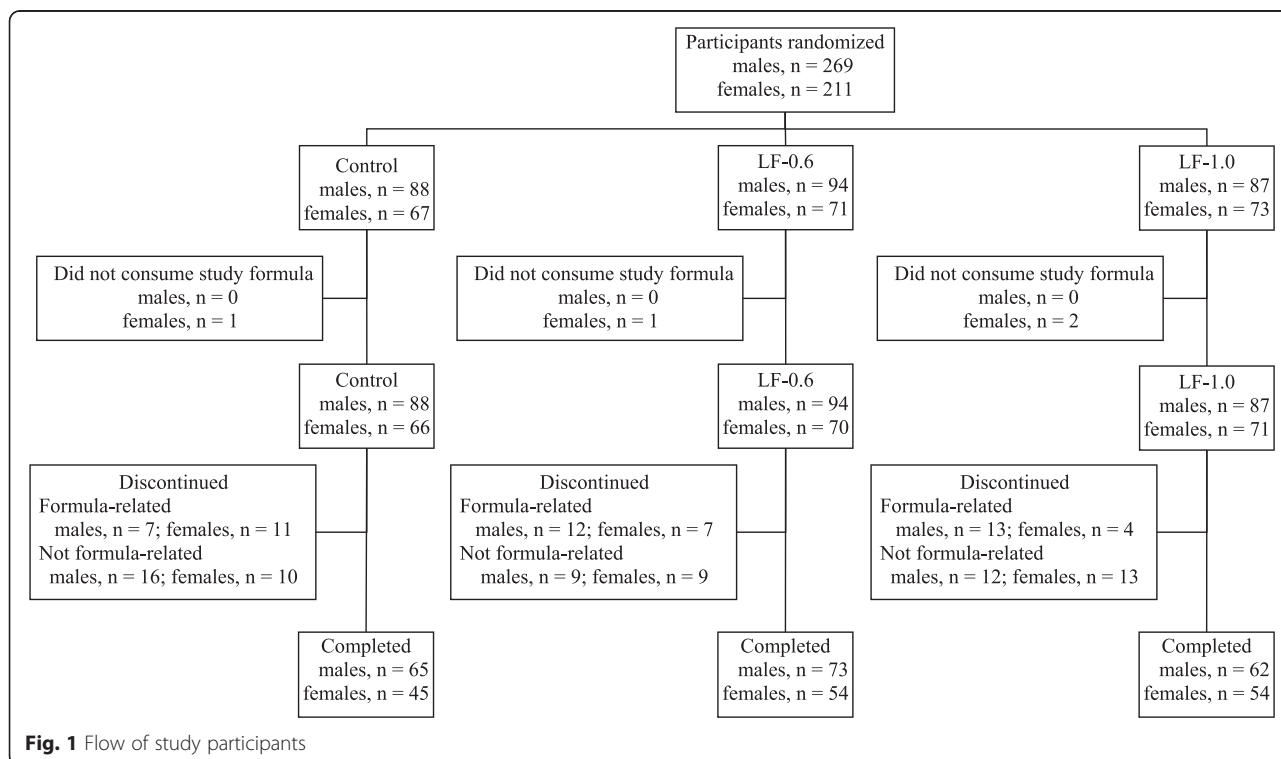 Participants randomized
males, n = 269
females, n = 211
Control
males, n = 88
females, n = 67
LF-0.6
males, n = 94
females, n = 71
LF-1.0
males, n = 87
females, n = 73
Did not consume study formula
males, n = 0
females, n = 1
Did not consume study formula
males, n = 0
females, n = 1
Did not consume study formula
males, n = 0
females, n = 2
Control
males, n = 88
females, n = 66
LF-0.6
males, n = 94
females, n = 70
LF-1.0
males, n = 87
females, n = 71
Discontinued
Formula-related
males, n = 7; females, n = 11
Not formula-related
males, n = 16; females, n = 10
Discontinued
Formula-related
males, n = 12; females, n = 7
Not formula-related
males, n = 9; females, n = 9
Discontinued
Formula-related
males, n = 13; females, n = 4
Not formula-related
males, n = 12; females, n = 13
Completed
males, n = 65
females, n = 45
Completed
males, n = 73
females, n = 54
Completed
males, n = 62
females, n = 54
Fig. 1 Flow of study participants